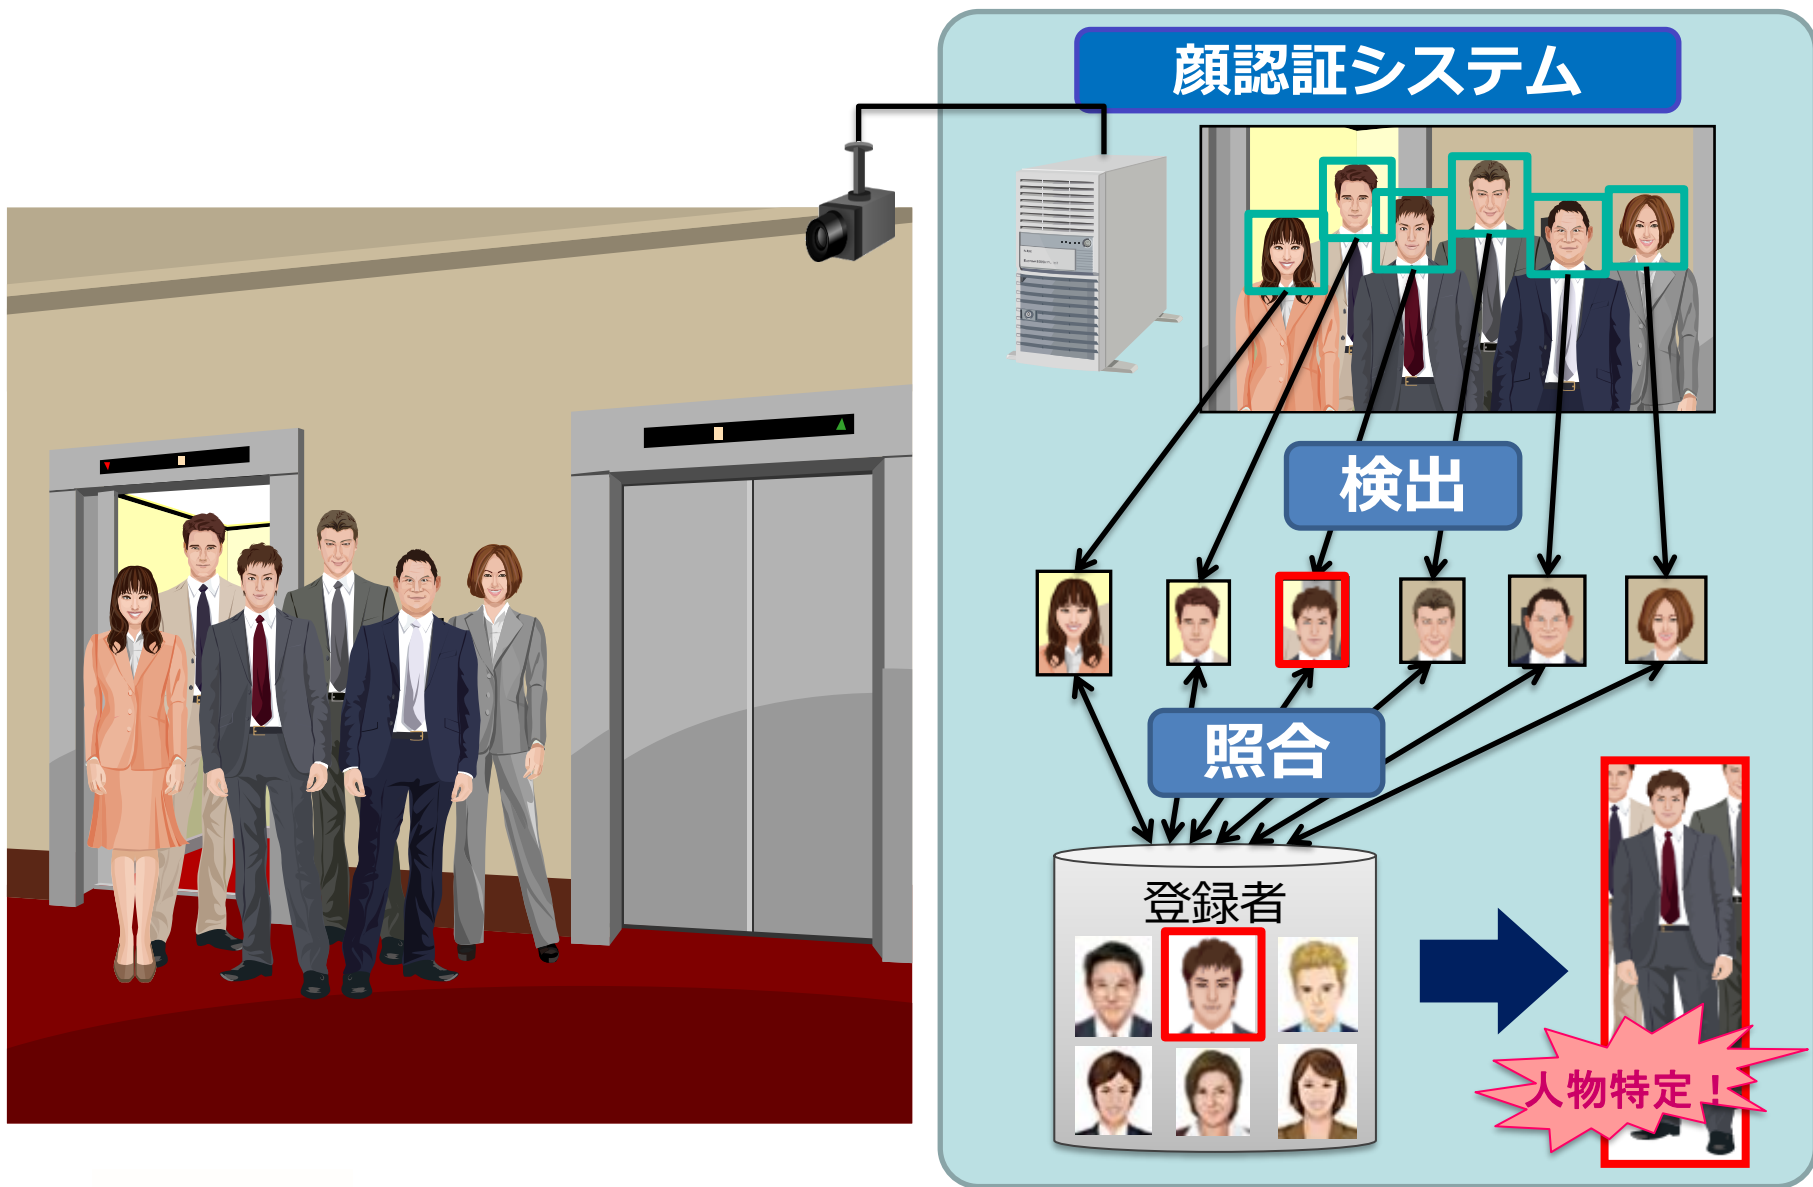 顔認証システム
検出
照合
登録者
人物特定！